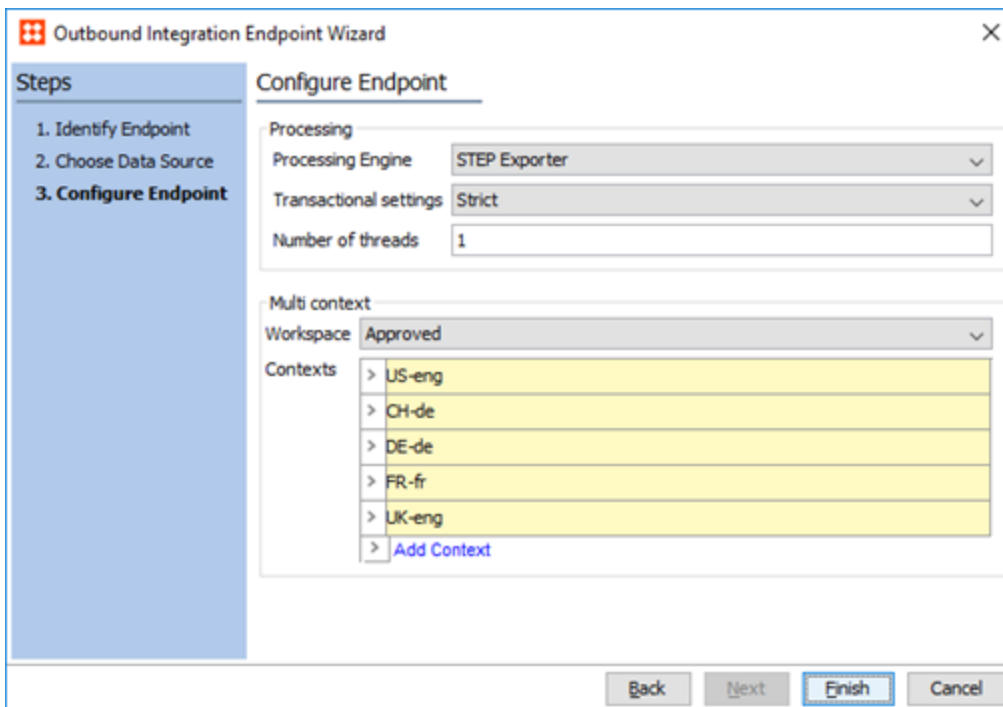 Outbound Integration Endpoint Wizard
Steps
1. Identify Endpoint
2. Choose Data Source
3. Configure Endpoint
Configure Endpoint
Processing
Processing Engine STEP Exporter
Transactional settings Strict
Number of threads 1
Multi context
Workspace Approved
Contexts > US-eng
> CH-de
> DE-de
> FR-fr
> UK-eng
> Add Context
Back Next Finish Cancel